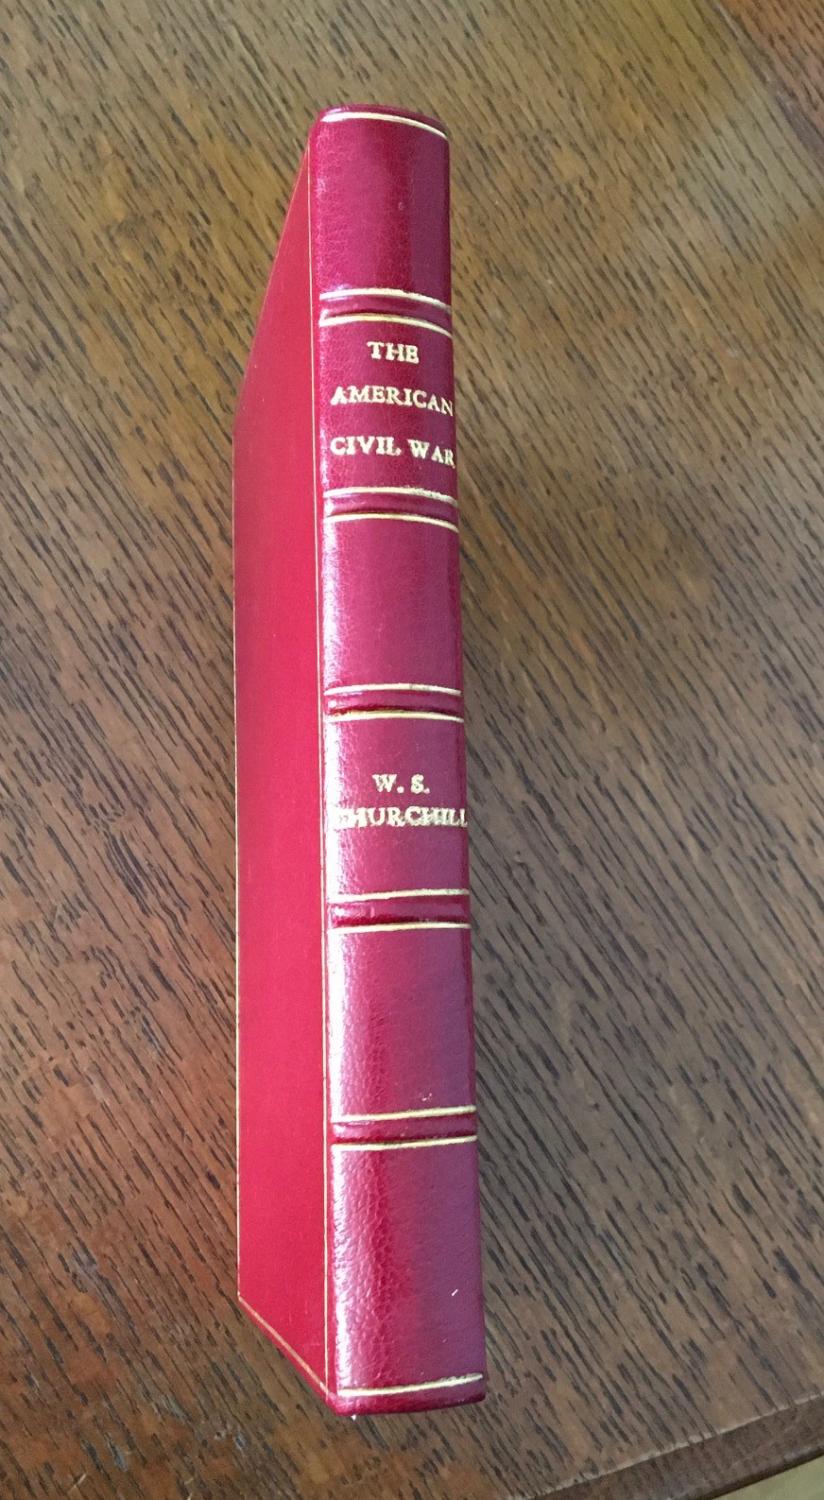 THE
AMERICAN
CIVIL WAR
W. S.
CHURCHILL